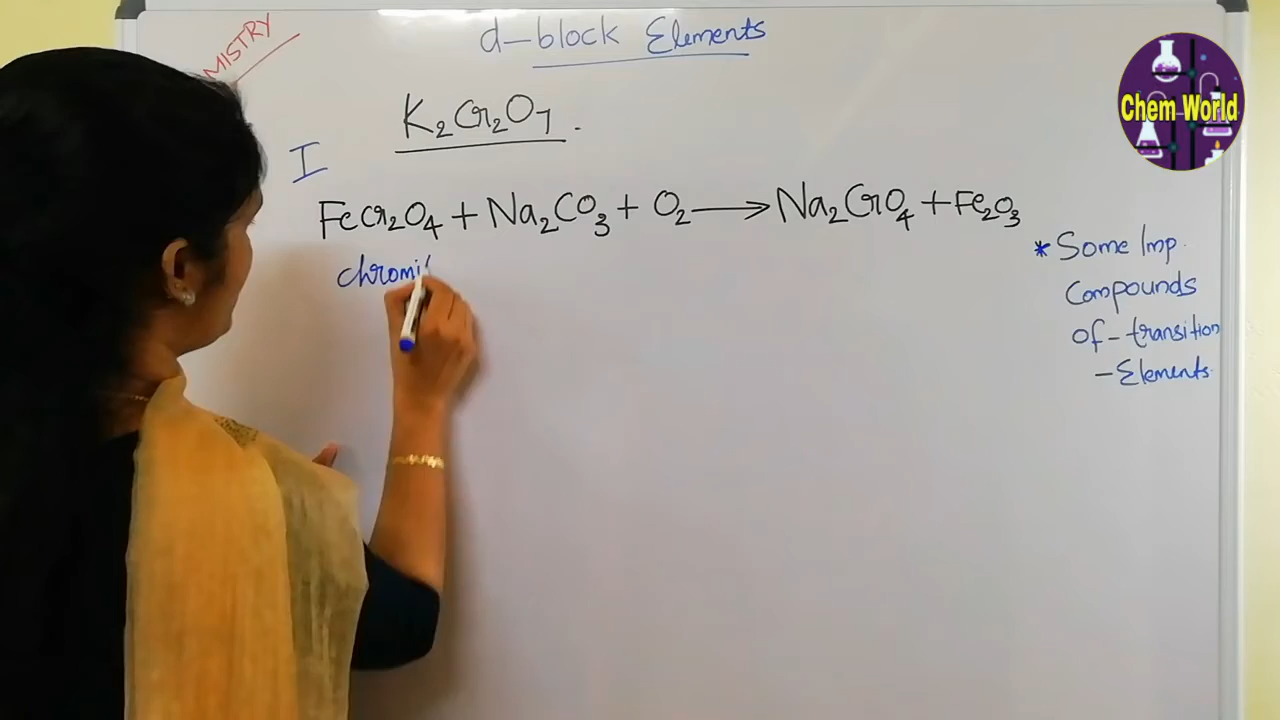 MISTRY
d-block Elements
Chem World
K₂Cr₂O₇.
I
FeCr₂O₄ + Na₂CO₃ + O₂ ⟶ Na₂CrO₄ + Fe₂O₃
* Some Imp.
Compounds
of - transition
- Elements
chromi